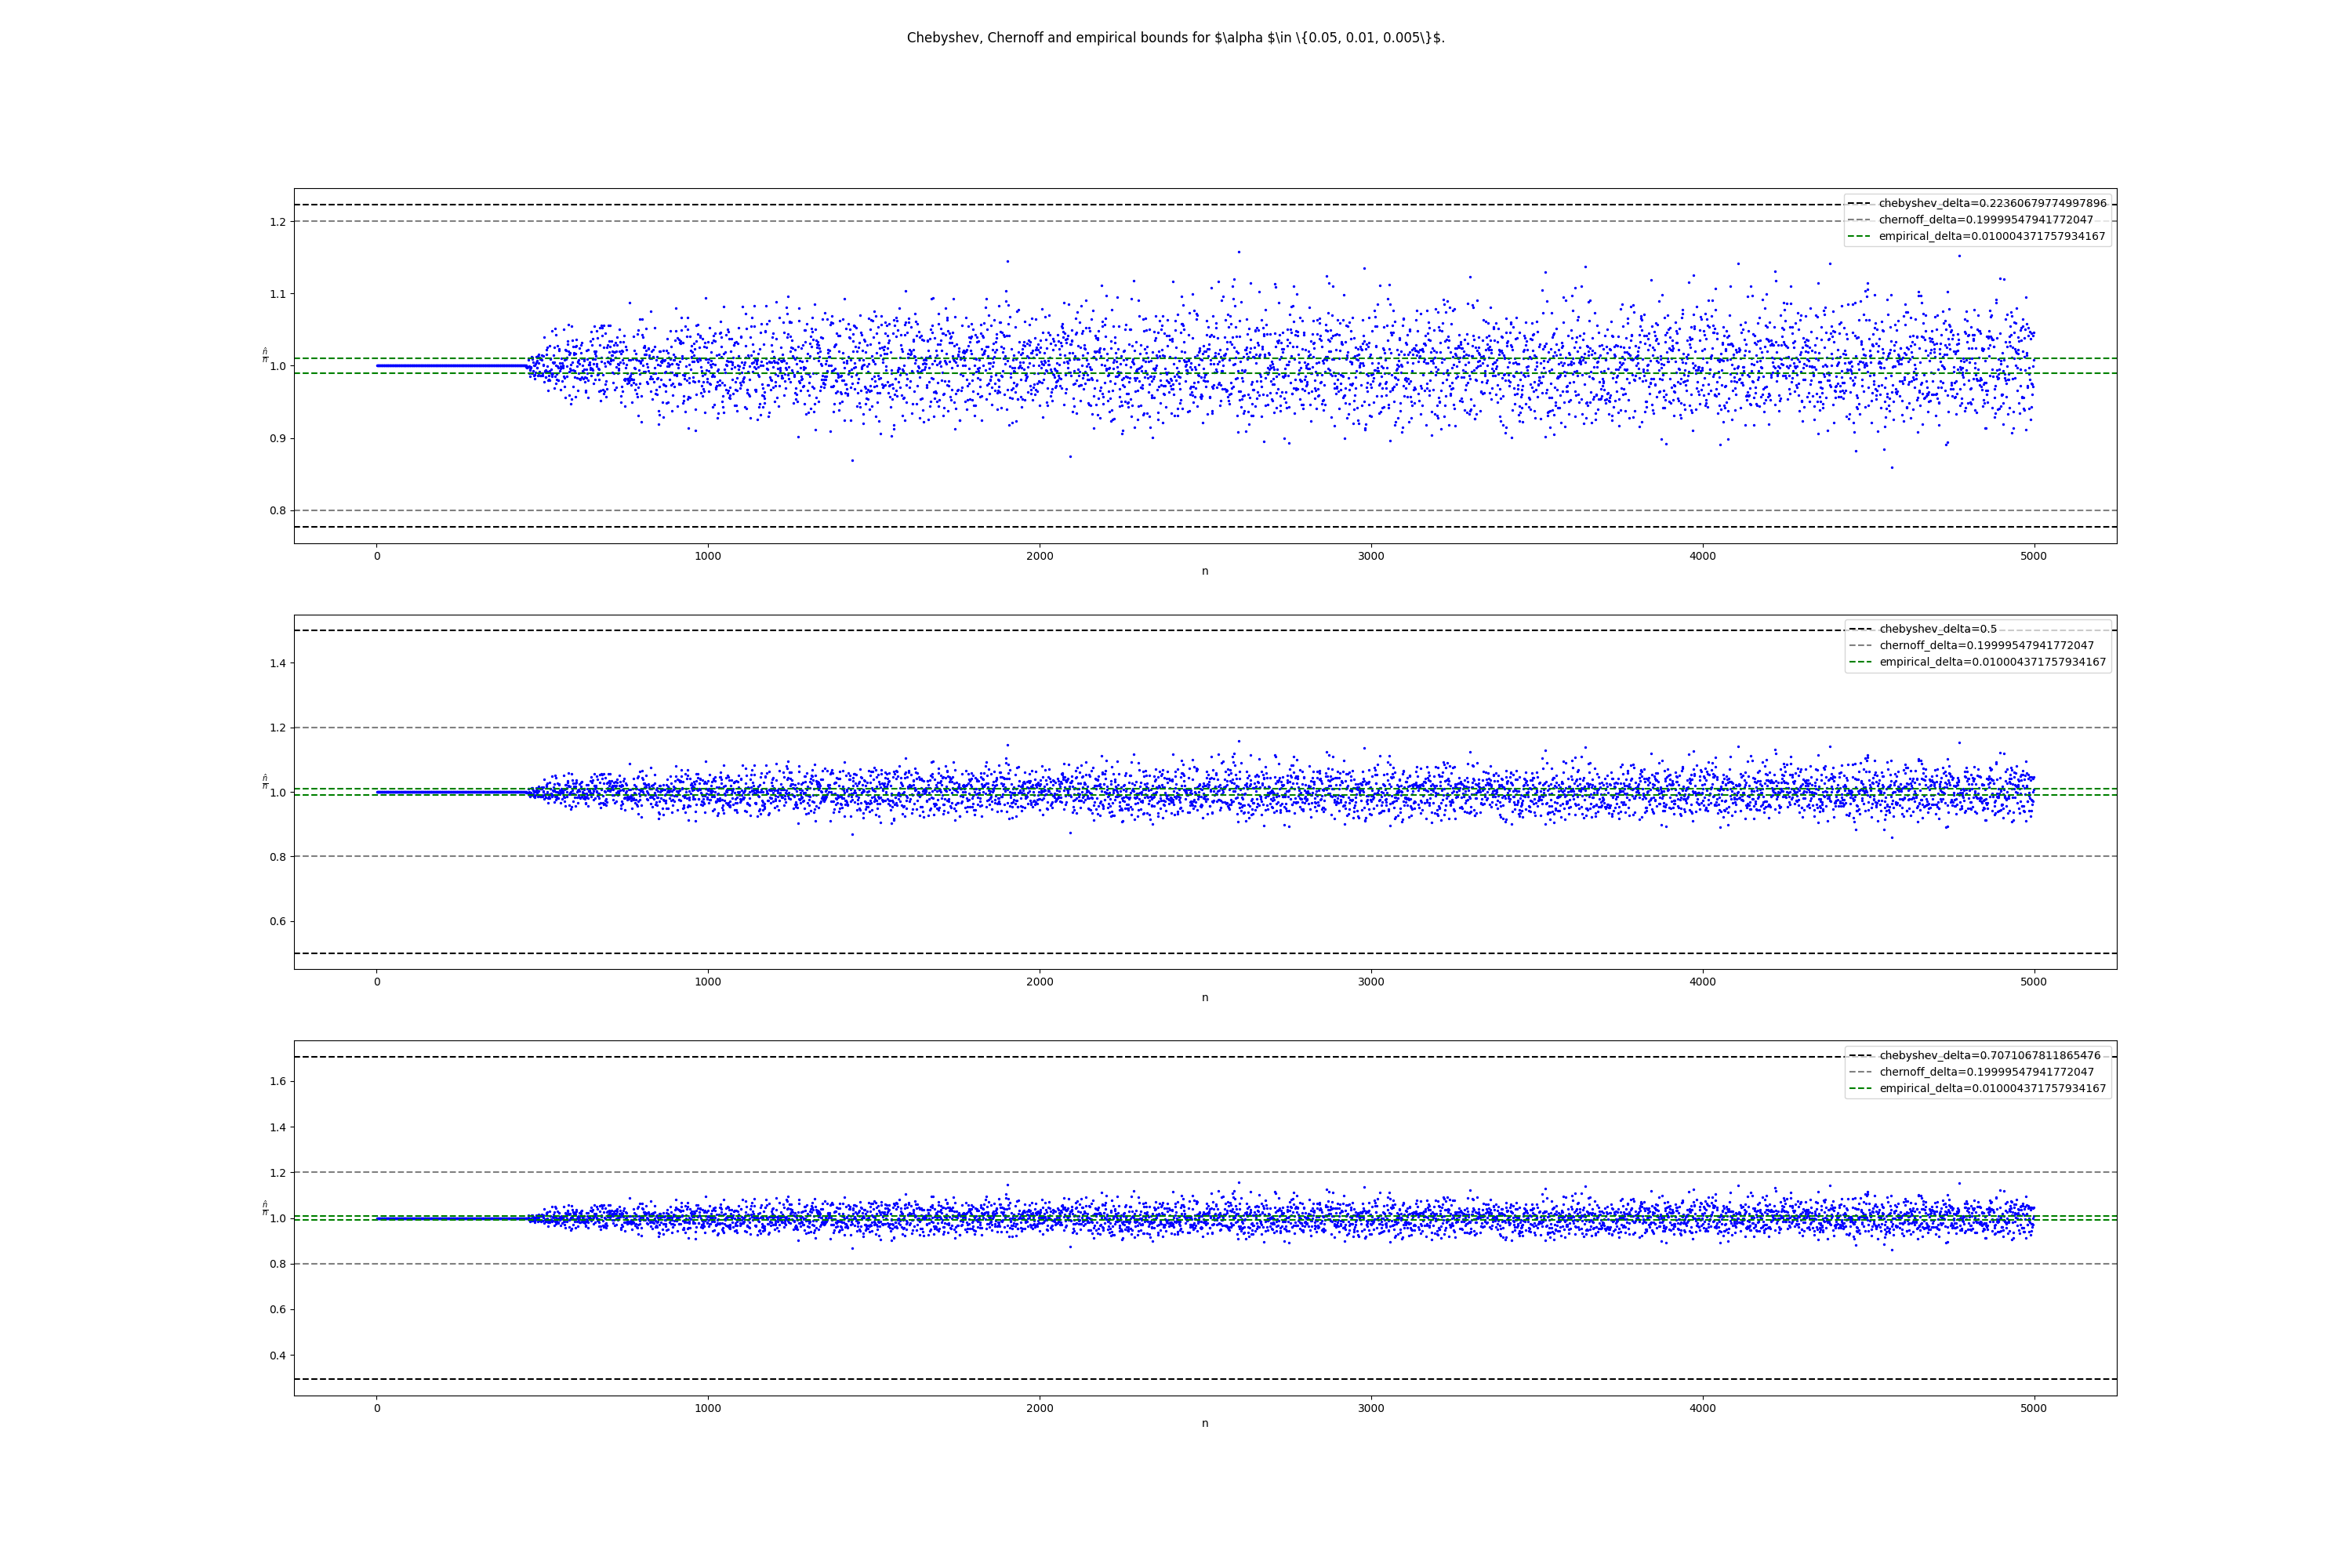 Chebyshev, Chernoff and empirical bounds for $\alpha $\in \{0.05, 0.01, 0.005\}$.
chebyshev_delta=0.22360679774997896
chernoff_delta=0.19999547941772047
empirical_delta=0.010004371757934167
1.2
1.1
1.0
0.9
0.8
n̂/n
0 1000 2000 3000 4000 5000
n
chebyshev_delta=0.5
chernoff_delta=0.19999547941772047
empirical_delta=0.010004371757934167
1.4
1.2
1.0
0.8
0.6
n̂/n
0 1000 2000 3000 4000 5000
n
chebyshev_delta=0.7071067811865476
chernoff_delta=0.19999547941772047
empirical_delta=0.010004371757934167
1.6
1.4
1.2
1.0
0.8
0.6
0.4
n̂/n
0 1000 2000 3000 4000 5000
n